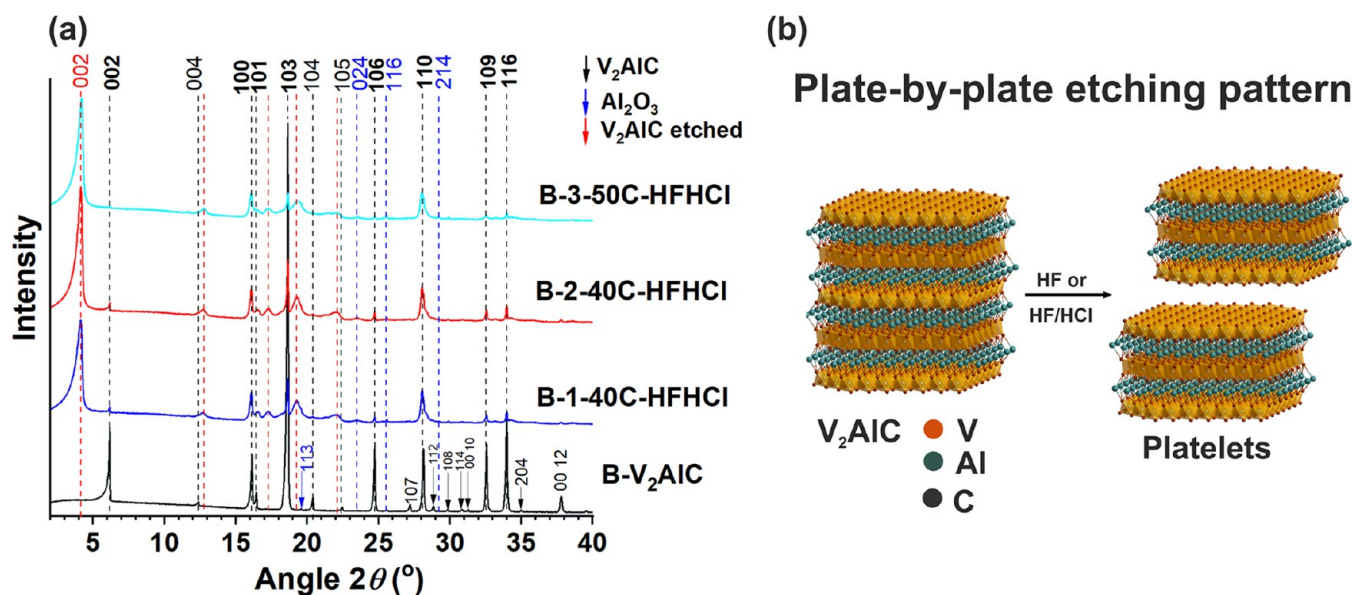 (a)
002
002
004
100
101
103
104
105
024
106
116
110
214
109
116
V₂AlC
Al₂O₃
V₂AlC etched
B-3-50C-HFHCl
B-2-40C-HFHCl
B-1-40C-HFHCl
B-V₂AlC
113
107
112
108
114
00 10
204
00 12
Intensity
5 10 15 20 25 30 35 40
Angle 2θ (°)
(b)
Plate-by-plate etching pattern
HF or
HF/HCl
V₂AlC
V
Al
C
Platelets